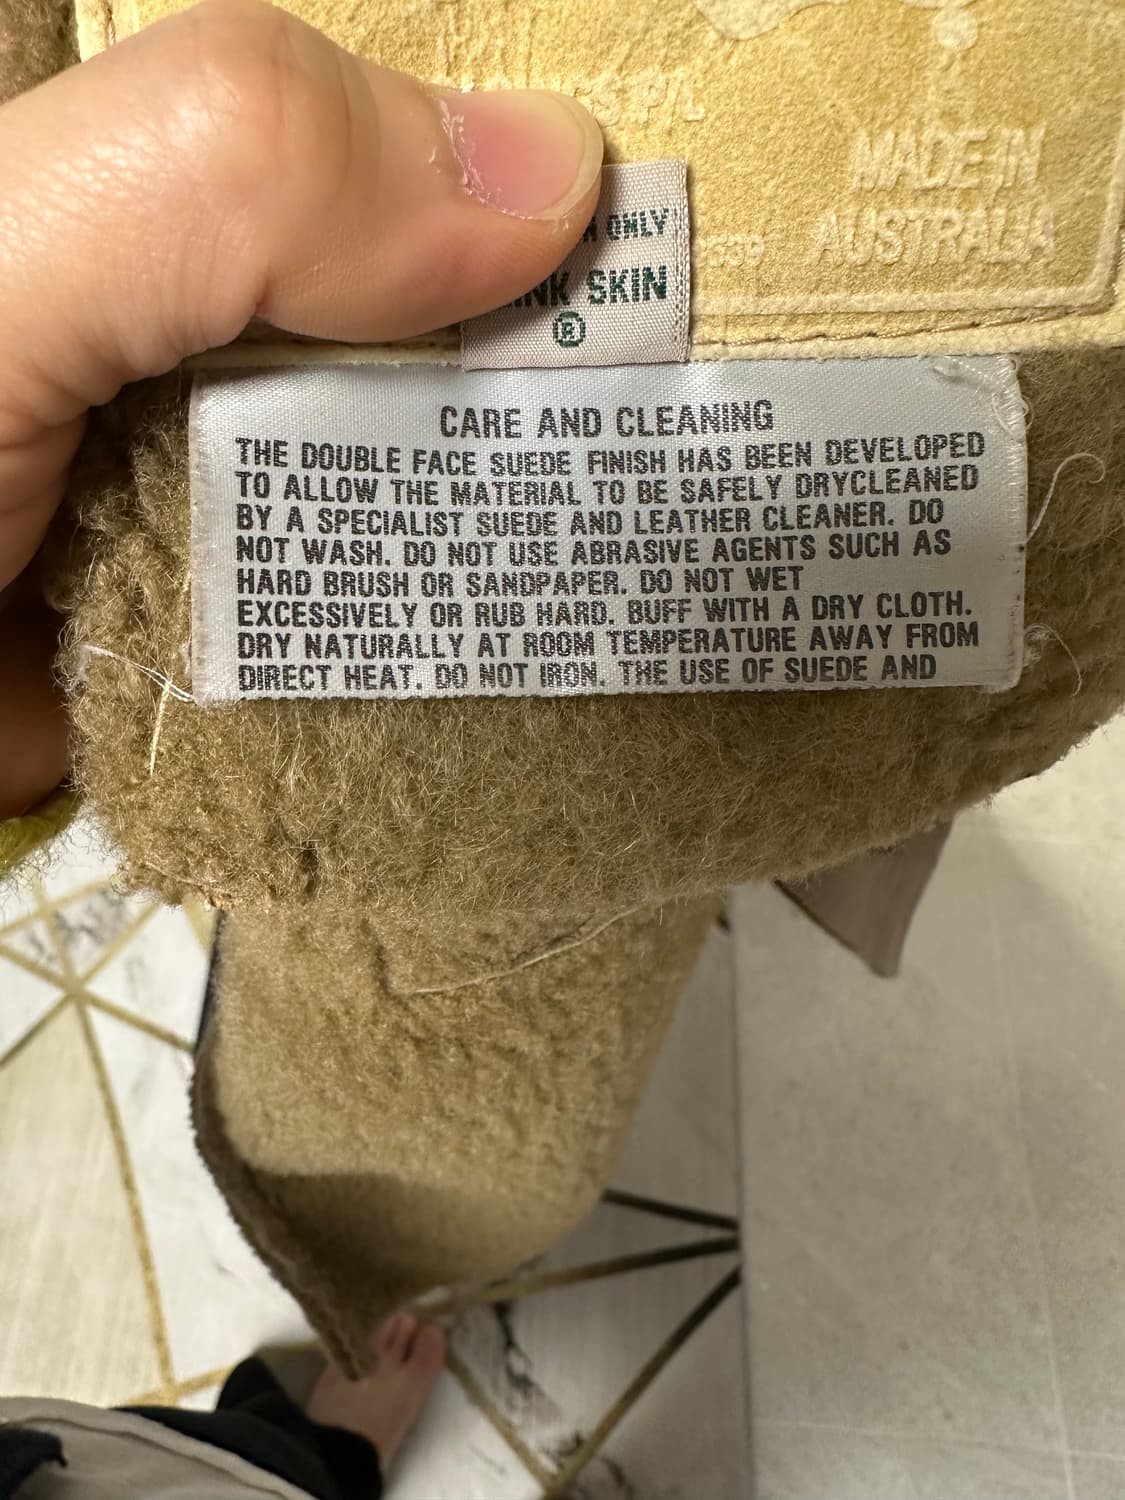 S P/L
MADE IN
AUSTRALIA
ONLY
SKIN
®
CARE AND CLEANING
THE DOUBLE FACE SUEDE FINISH HAS BEEN DEVELOPED
TO ALLOW THE MATERIAL TO BE SAFELY DRYCLEANED
BY A SPECIALIST SUEDE AND LEATHER CLEANER. DO
NOT WASH. DO NOT USE ABRASIVE AGENTS SUCH AS
HARD BRUSH OR SANDPAPER. DO NOT WET
EXCESSIVELY OR RUB HARD. BUFF WITH A DRY CLOTH.
DRY NATURALLY AT ROOM TEMPERATURE AWAY FROM
DIRECT HEAT. DO NOT IRON. THE USE OF SUEDE AND